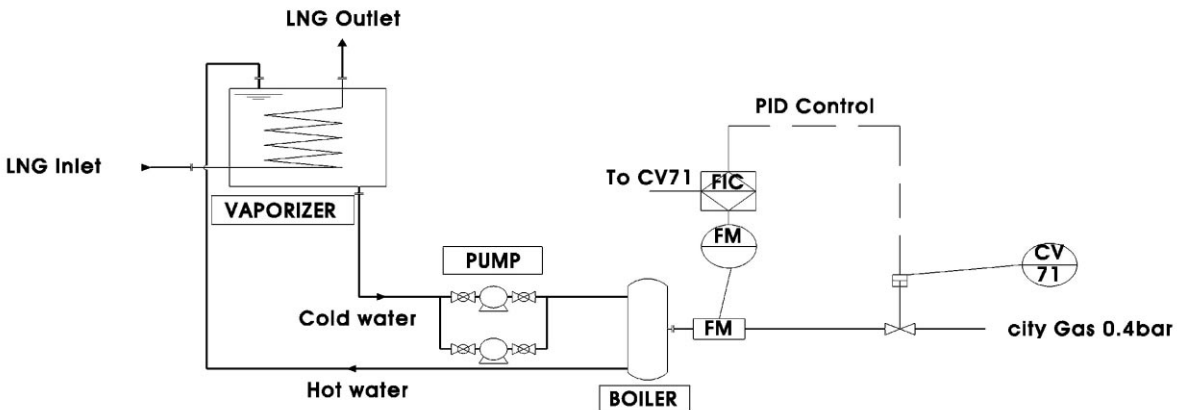 LNG Outlet
PID Control
LNG Inlet
To CV71
FIC
VAPORIZER
FM
PUMP
CV
71
Cold water
FM
city Gas 0.4bar
Hot water
BOILER